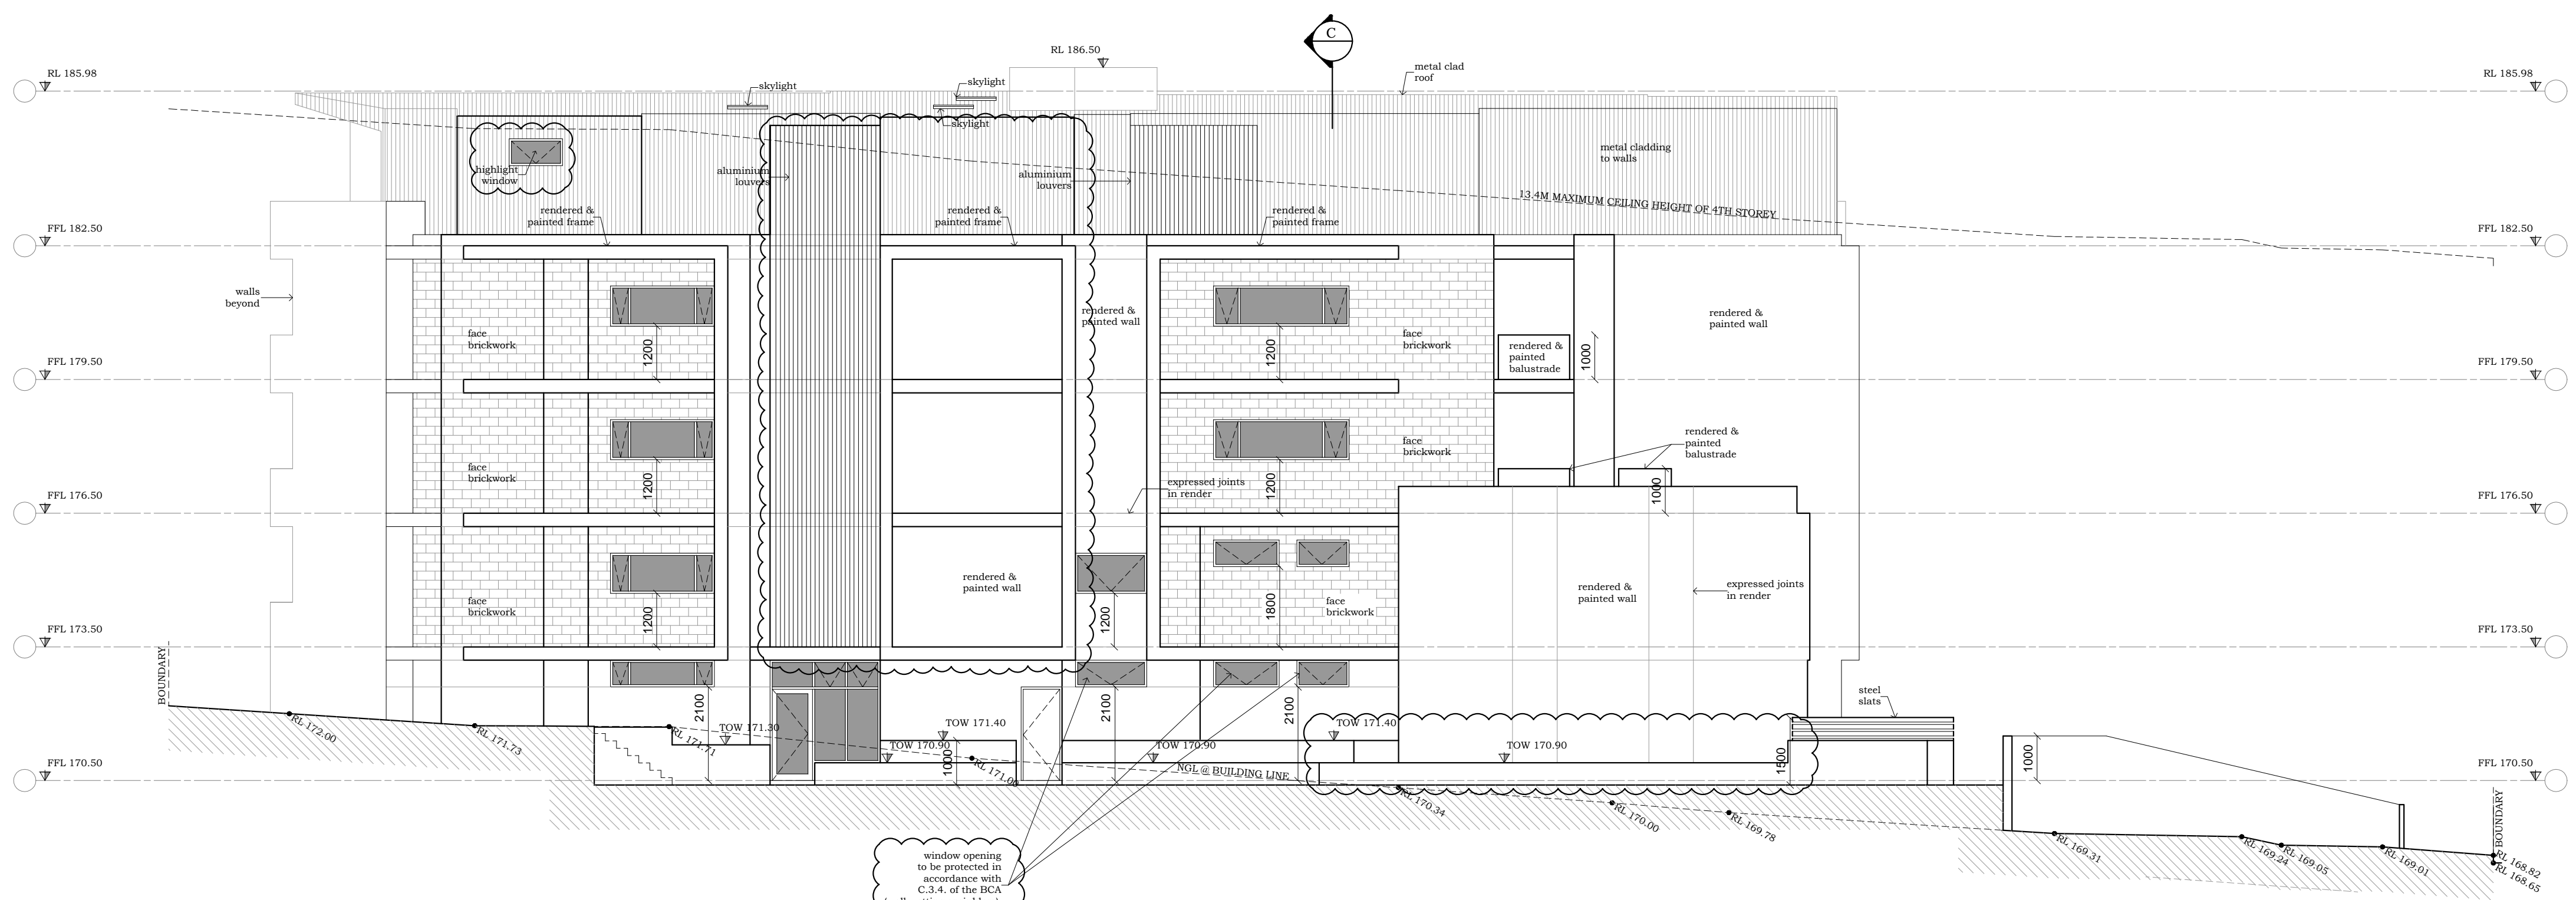 C
RL 186.50
metal clad
roof
RL 185.98
skylight
skylight
RL 185.98
skylight
highlight
window
aluminium
louvers
aluminium
louvers
metal cladding
to walls
13.4M MAXIMUM CEILING HEIGHT OF 4TH STOREY
rendered &
painted frame
rendered &
painted frame
rendered &
painted frame
FFL 182.50
FFL 182.50
walls
beyond
rendered &
painted wall
rendered &
painted wall
face
brickwork
1200
1200
face
brickwork
rendered &
painted
balustrade
1000
FFL 179.50
FFL 179.50
rendered &
painted
balustrade
face
brickwork
face
brickwork
1200
1200
expressed joints
in render
1000
FFL 176.50
FFL 176.50
rendered &
painted wall
rendered &
painted wall
expressed joints
in render
face
brickwork
1200
1200
1800
face
brickwork
FFL 173.50
FFL 173.50
BOUNDARY
steel
slats
2100
2100
2100
TOW 171.30
TOW 171.40
TOW 171.40
RL 172.00
RL 171.73
RL 171.71
TOW 170.90
TOW 170.90
TOW 170.90
1000
RL 171.00
NGL @ BUILDING LINE
1500
1000
FFL 170.50
FFL 170.50
RL 170.34
RL 170.00
RL 169.78
RL 169.31
RL 169.24
RL 169.05
RL 169.01
BOUNDARY
RL 168.82
RL 168.65
window opening
to be protected in
accordance with
C.3.4. of the BCA